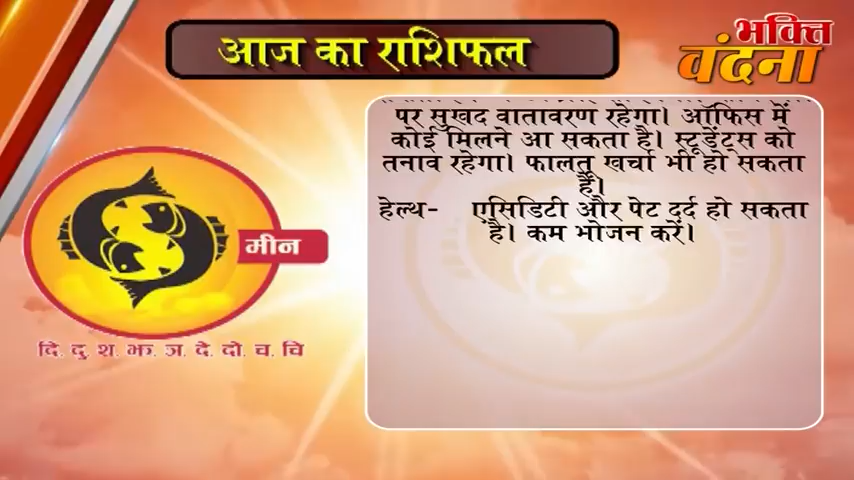 आज का राशिफल
भक्ति
वंदना
पर सुखद वातावरण रहेगा। ऑफिस में
कोई मिलने आ सकता है। स्टूडेंट्स को
तनाव रहेगा। फालतू खर्चा भी हो सकता
है।
हेल्थ- एसिडिटी और पेट दर्द हो सकता
है। कम भोजन करें।
मीन
दि. दु. श. झ. ञ. दे. दो. च. चि